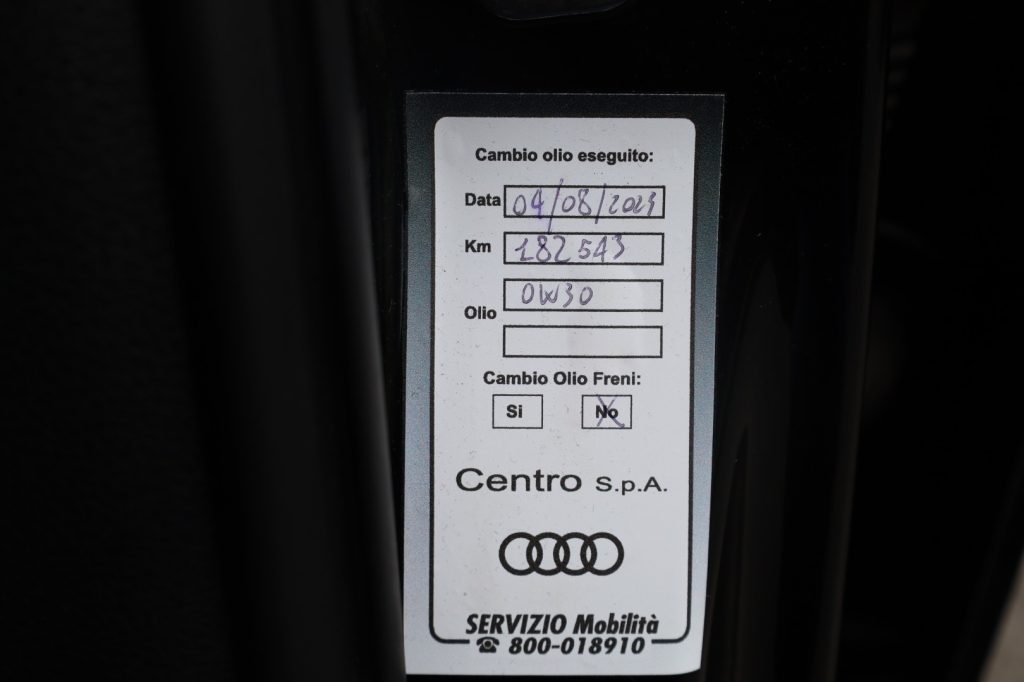 Cambio olio eseguito:
Data 04/08/2023
Km 182543
0W30
Olio
Cambio Olio Freni:
Si No
Centro S.p.A.
SERVIZIO Mobilità
☎ 800-018910